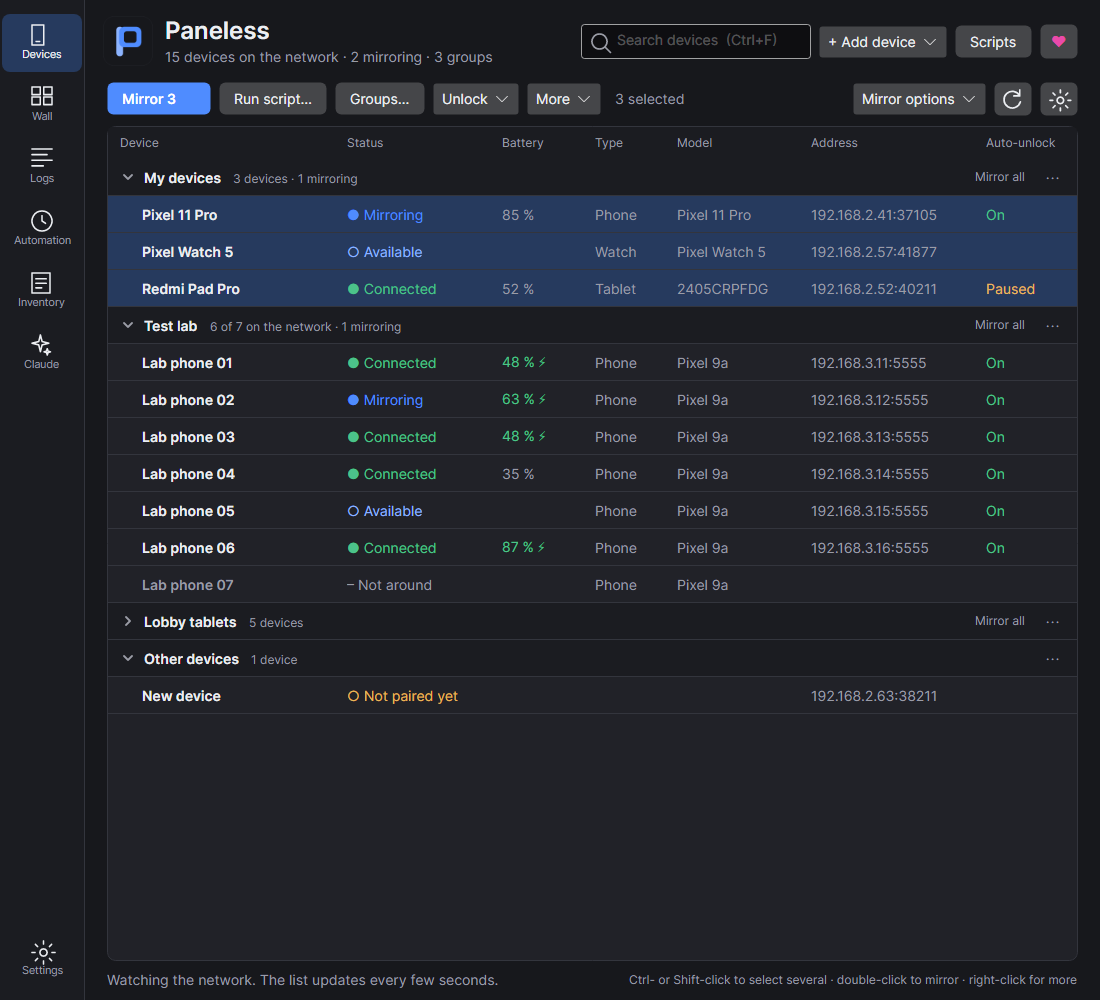 Devices
Wall
Logs
Automation
Inventory
Claude
Settings
Paneless
15 devices on the network · 2 mirroring · 3 groups
Search devices (Ctrl+F)
+ Add device
Scripts
Mirror 3
Run script...
Groups...
Unlock
More
3 selected
Mirror options
Device Status Battery Type Model Address Auto-unlock
My devices 3 devices · 1 mirroring Mirror all ...
Pixel 11 Pro Mirroring 85 % Phone Pixel 11 Pro 192.168.2.41:37105 On
Pixel Watch 5 Available Watch Pixel Watch 5 192.168.2.57:41877
Redmi Pad Pro Connected 52 % Tablet 2405CRPFDG 192.168.2.52:40211 Paused
Test lab 6 of 7 on the network · 1 mirroring Mirror all ...
Lab phone 01 Connected 48 % ⚡ Phone Pixel 9a 192.168.3.11:5555 On
Lab phone 02 Mirroring 63 % ⚡ Phone Pixel 9a 192.168.3.12:5555 On
Lab phone 03 Connected 48 % ⚡ Phone Pixel 9a 192.168.3.13:5555 On
Lab phone 04 Connected 35 % Phone Pixel 9a 192.168.3.14:5555 On
Lab phone 05 Available Phone Pixel 9a 192.168.3.15:5555 On
Lab phone 06 Connected 87 % ⚡ Phone Pixel 9a 192.168.3.16:5555 On
Lab phone 07 – Not around Phone Pixel 9a
Lobby tablets 5 devices Mirror all ...
Other devices 1 device ...
New device Not paired yet 192.168.2.63:38211
Watching the network. The list updates every few seconds.
Ctrl- or Shift-click to select several · double-click to mirror · right-click for more